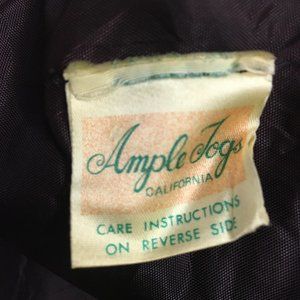 Ample Togs
CALIFORNIA
CARE INSTRUCTIONS
ON REVERSE SIDE